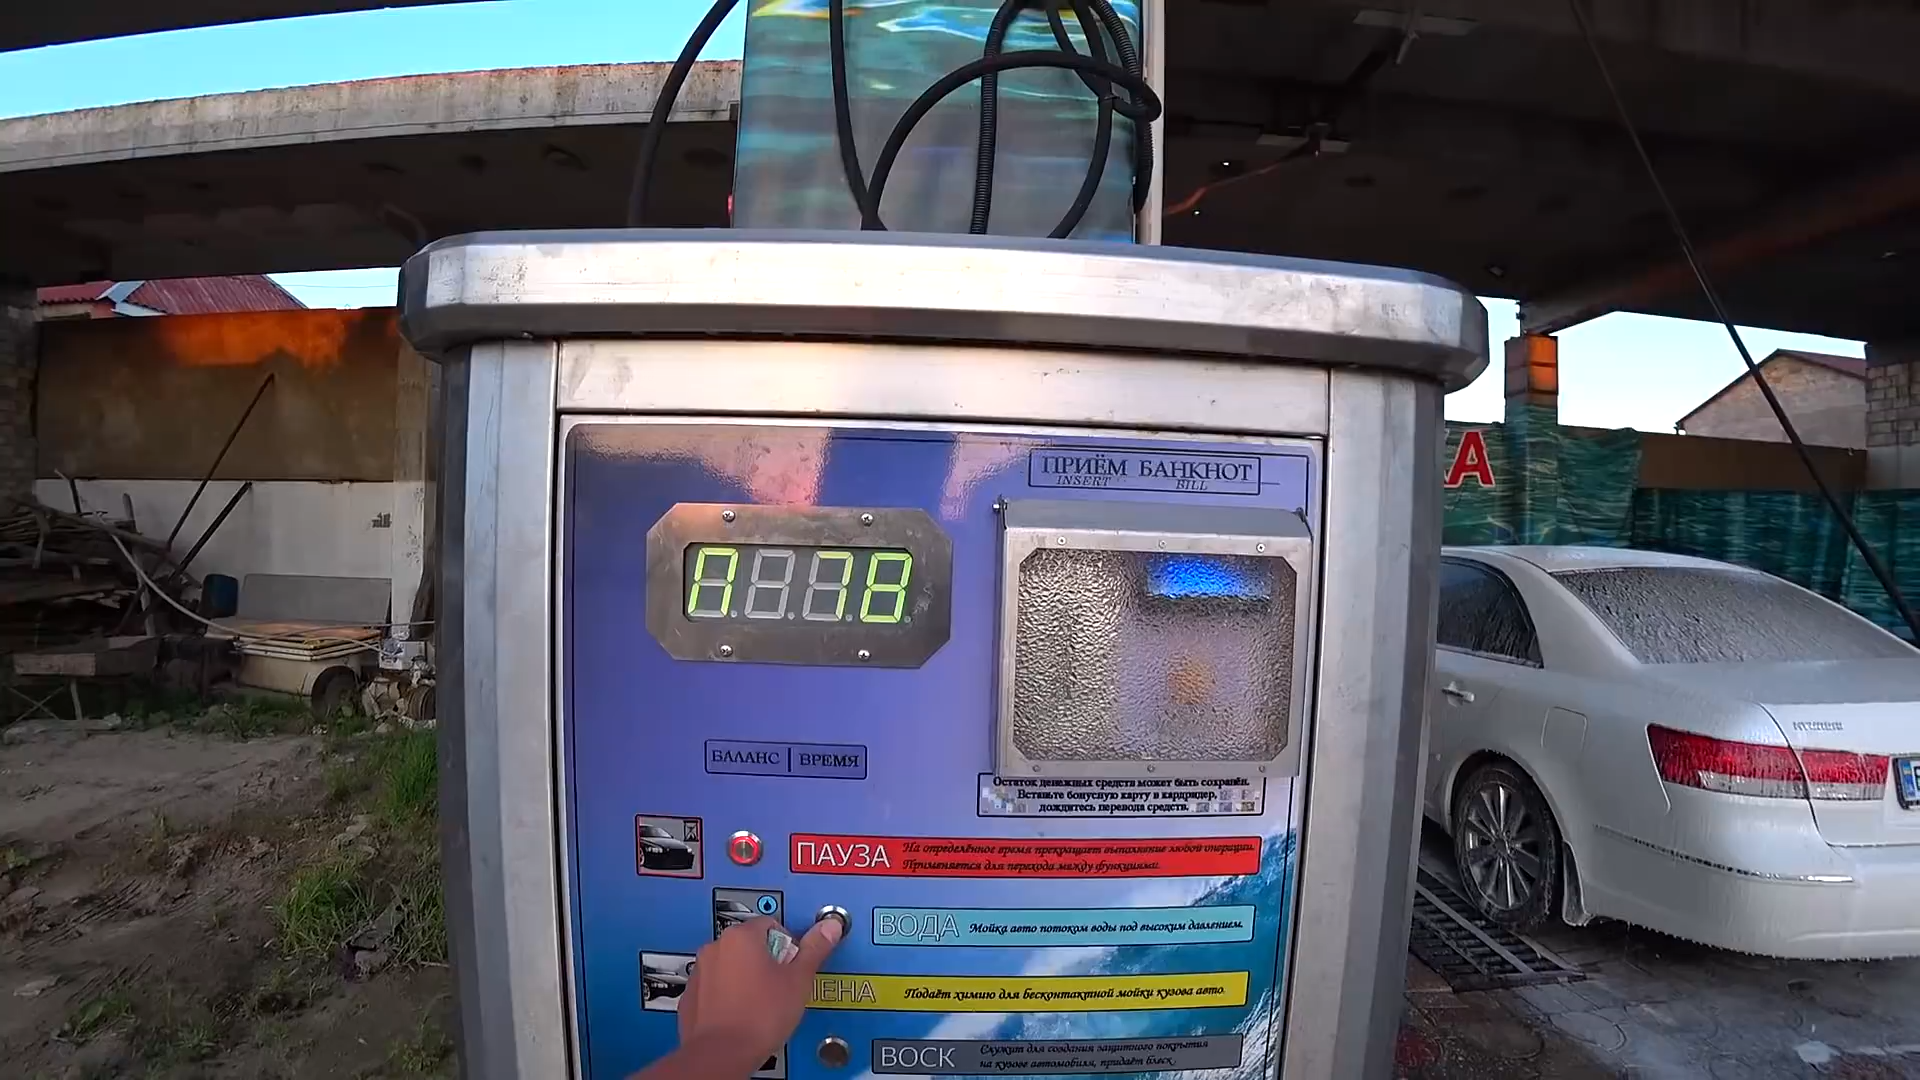 ПРИЁМ БАНКНОТ
INSERT BILL
А
П 78
HYUNDAI
БАЛАНС | ВРЕМЯ
Остаток денежных средств может быть сохранён.
Вставьте бонусную карту в кардридер,
дождитесь перевода средств.
ПАУЗА
На определённое время прекращает выполнение любой операции.
Применяется для перехода между функциями.
ВОДА
Мойка авто потоком воды под высоким давлением.
ПЕНА
Подаёт химию для бесконтактной мойки кузова авто.
ВОСК
Служит для создания защитного покрытия
на кузове автомобиля, придаёт блеск